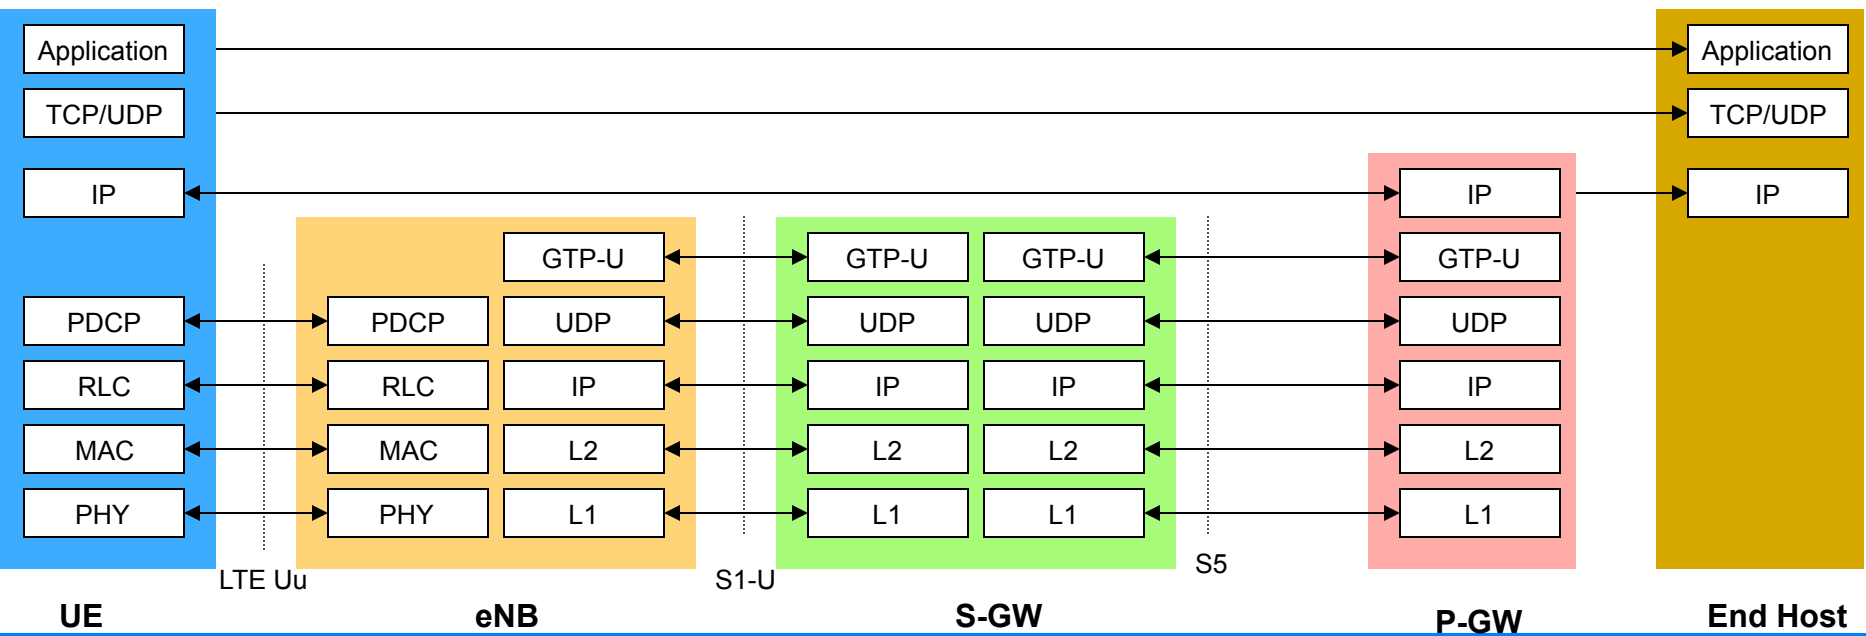 Application Application
TCP/UDP TCP/UDP
IP IP IP
GTP-U GTP-U GTP-U GTP-U
PDCP PDCP UDP UDP UDP UDP
RLC RLC IP IP IP IP
MAC MAC L2 L2 L2 L2
PHY PHY L1 L1 L1 L1
LTE Uu S1-U S5
UE eNB S-GW P-GW End Host